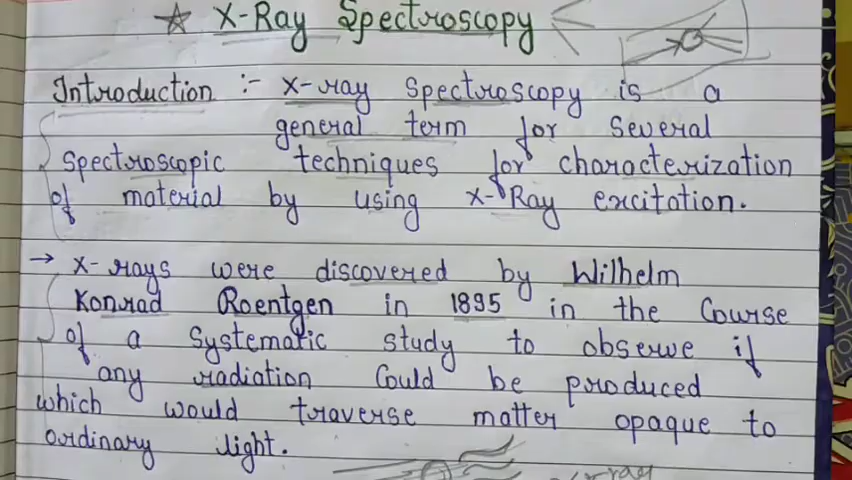 ☆ X-Ray Spectroscopy
Introduction :- X-ray Spectroscopy is a
general term for several
spectroscopic techniques for characterization
of material by using X-Ray excitation.
→ X-rays were discovered by Wilhelm
Konrad Roentgen in 1895 in the Course
of a systematic study to observe if
any radiation Could be produced
which would traverse matter opaque to
ordinary light.